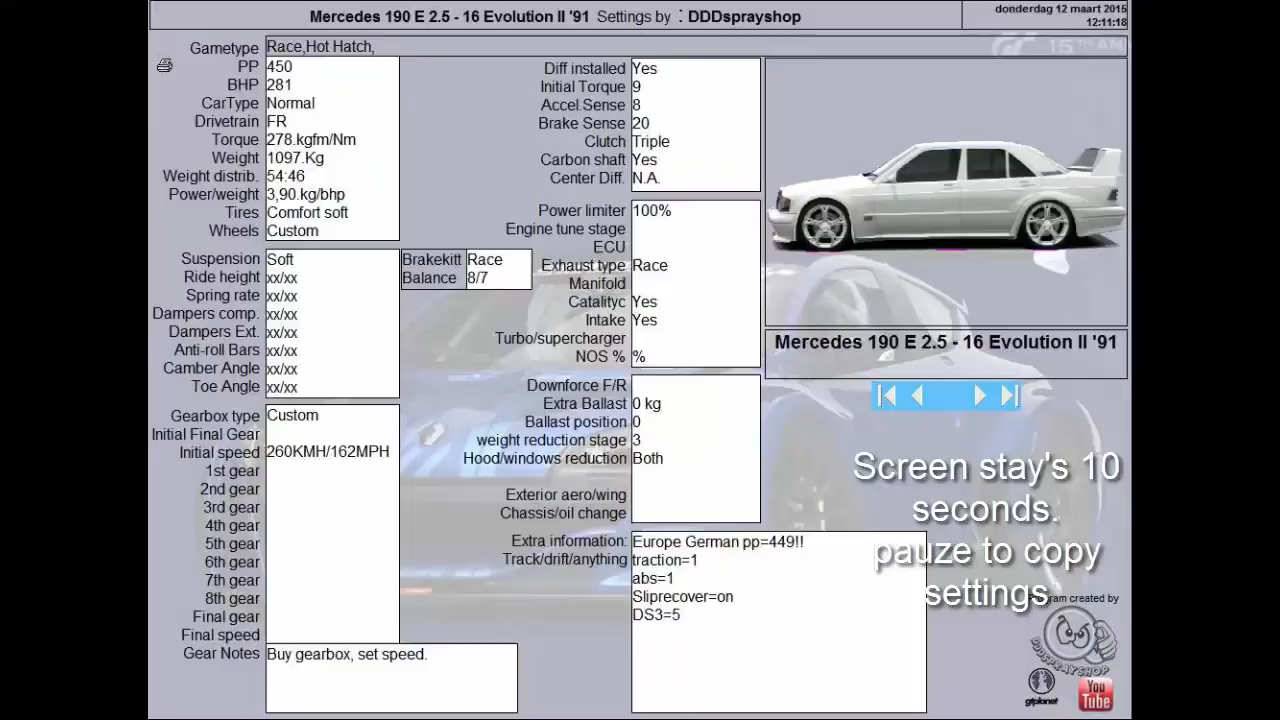 Mercedes 190 E 2.5 - 16 Evolution II '91 Settings by : DDDsprayshop
donderdag 12 maart 2015
12:11:18
Gametype Race,Hot Hatch,
PP 450
BHP 281
CarType Normal
Drivetrain FR
Torque 278.kgfm/Nm
Weight 1097.Kg
Weight distrib. 54:46
Power/weight 3,90.kg/bhp
Tires Comfort soft
Wheels Custom
Suspension Soft
Ride height xx/xx
Spring rate xx/xx
Dampers comp. xx/xx
Dampers Ext. xx/xx
Anti-roll Bars xx/xx
Camber Angle xx/xx
Toe Angle xx/xx
Brakekitt Race
Balance 8/7
Gearbox type Custom
Initial Final Gear
Initial speed 260KMH/162MPH
1st gear
2nd gear
3rd gear
4th gear
5th gear
6th gear
7th gear
8th gear
Final gear
Final speed
Gear Notes Buy gearbox, set speed.
Diff installed Yes
Initial Torque 9
Accel.Sense 8
Brake Sense 20
Clutch Triple
Carbon shaft Yes
Center Diff. N.A.
Power limiter 100%
Engine tune stage
ECU
Exhaust type Race
Manifold
Catalityc Yes
Intake Yes
Turbo/supercharger
NOS % %
Downforce F/R
Extra Ballast 0 kg
Ballast position 0
weight reduction stage 3
Hood/windows reduction Both
Exterior aero/wing
Chassis/oil change
Extra information: Europe German pp=449!!
Track/drift/anything traction=1
abs=1
Sliprecover=on
DS3=5
GT 15TH AN
Mercedes 190 E 2.5 - 16 Evolution II '91
Screen stay's 10
seconds.
pauze to copy
settings
Program created by
DDDSPRAYSHOP
gtplanet
You
Tube